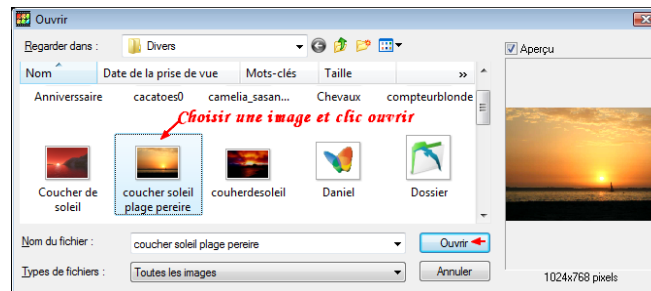 Ouvrir
Regarder dans :
Divers
Aperçu
Nom
Date de la prise de vue
Mots-clés
Taille
»
Anniverssaire
cacatoes0
camelia_sasan...
Chevaux
compteurblonde
Choisir une image et clic ouvrir
Coucher de
soleil
coucher soleil
plage pereire
couherdesoleil
Daniel
Dossier
Nom du fichier :
coucher soleil plage pereire
Ouvrir
Types de fichiers :
Toutes les images
Annuler
1024x768 pixels